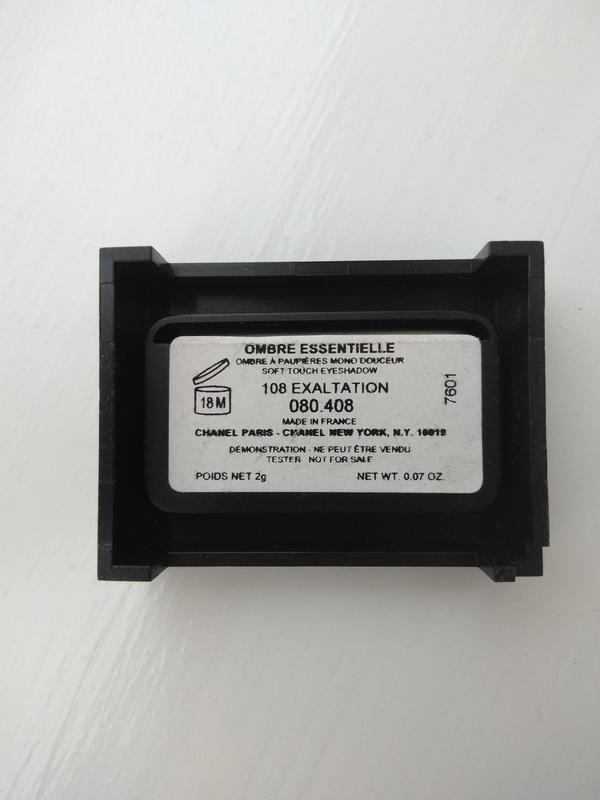 OMBRE ESSENTIELLE
OMBRE À PAUPIÈRES MONO DOUCEUR
SOFT TOUCH EYESHADOW
18 M
108 EXALTATION
080.408
7601
MADE IN FRANCE
CHANEL PARIS - CHANEL NEW YORK, N.Y. 10019
DÉMONSTRATION - NE PEUT ÊTRE VENDU
TESTER NOT FOR SALE
POIDS NET 2g NET WT. 0.07 OZ.